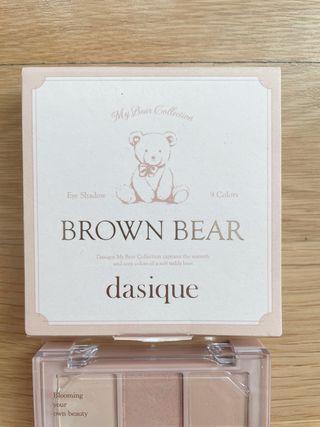 My Bear Collection
Eye Shadow 9 Colors
BROWN BEAR
Dasique My Bear Collection captures the warmth
and cozy colors of a soft teddy bear.
dasique
Blooming
your
own beauty